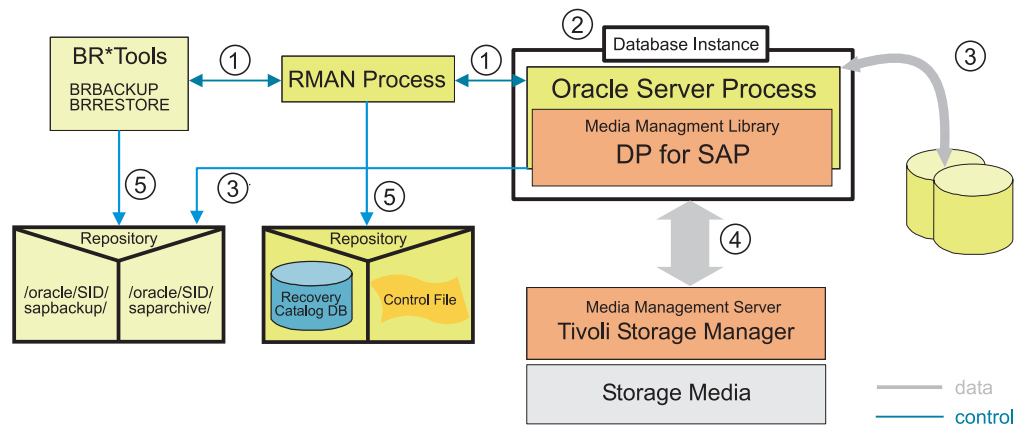 BR*Tools
BRBACKUP
BRRESTORE
1
RMAN Process
1
2
Database Instance
Oracle Server Process
Media Managment Library
DP for SAP
3
5
3
5
4
Repository
/oracle/SID/
sapbackup/
/oracle/SID/
saparchive/
Repository
Recovery
Catalog DB
Control File
Media Management Server
Tivoli Storage Manager
Storage Media
data
control